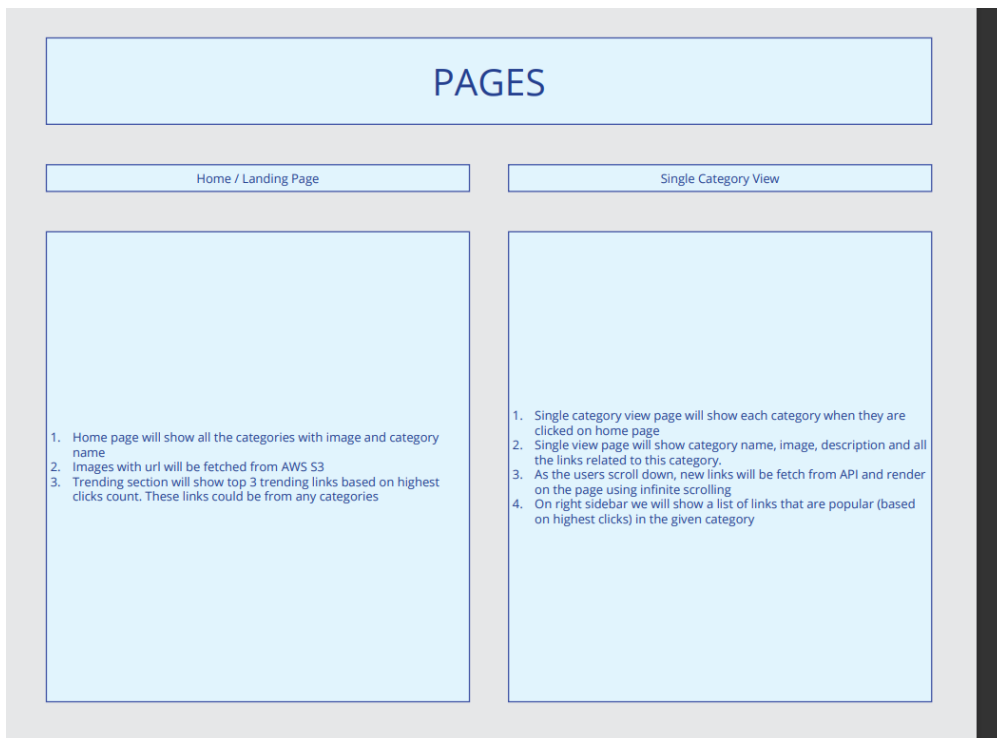 PAGES
Home / Landing Page
Single Category View
1. Home page will show all the categories with image and category
name
2. Images with url will be fetched from AWS S3
3. Trending section will show top 3 trending links based on highest
clicks count. These links could be from any categories
1. Single category view page will show each category when they are
clicked on home page
2. Single view page will show category name, image, description and all
the links related to this category.
3. As the users scroll down, new links will be fetch from API and render
on the page using infinite scrolling
4. On right sidebar we will show a list of links that are popular (based
on highest clicks) in the given category